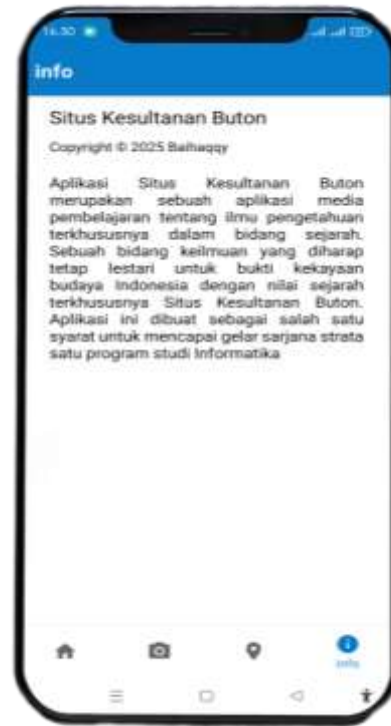 16.30
info
Situs Kesultanan Buton
Copyright © 2025 Baihaqqy
Aplikasi Situs Kesultanan Buton
merupakan sebuah aplikasi media
pembelajaran tentang ilmu pengetahuan
terkhususnya dalam bidang sejarah.
Sebuah bidang keilmuan yang diharap
tetap lestari untuk bukti kekayaan
budaya Indonesia dengan nilai sejarah
terkhususnya Situs Kesultanan Buton.
Aplikasi ini dibuat sebagai salah satu
syarat untuk mencapai gelar sarjana strata
satu program studi Informatika
info